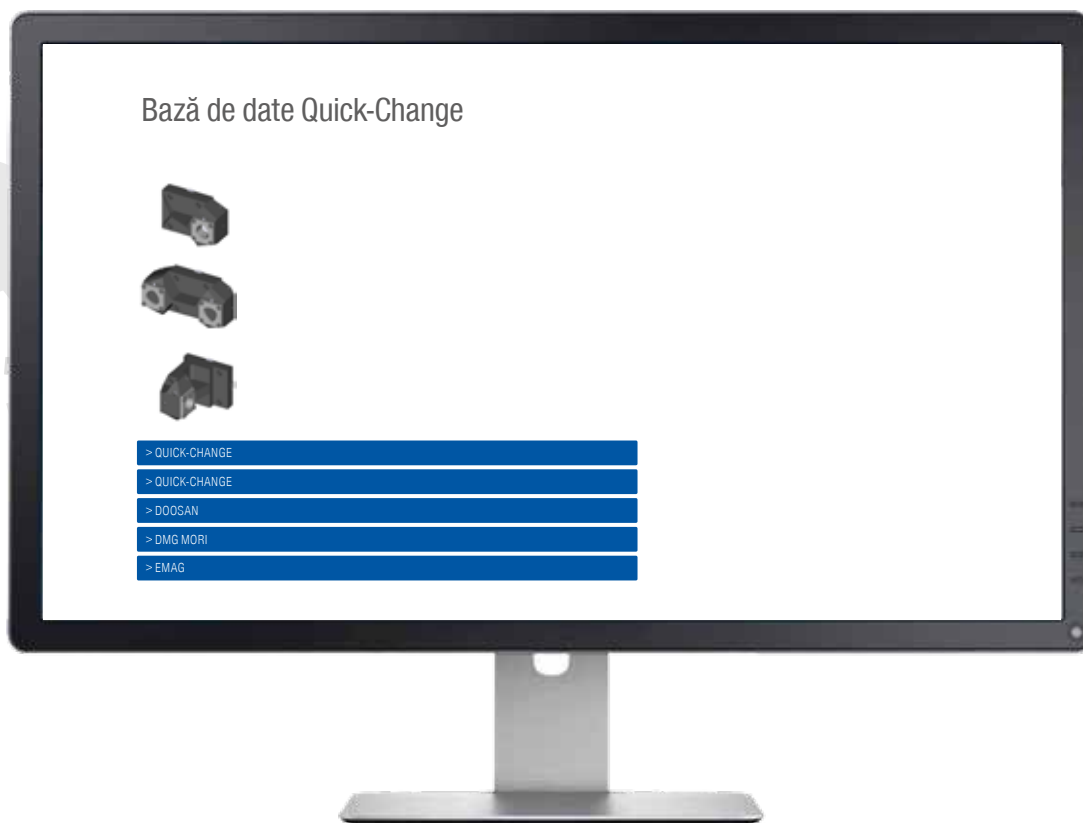 Bază de date Quick-Change
> QUICK-CHANGE
> QUICK-CHANGE
> DOOSAN
> DMG MORI
> EMAG